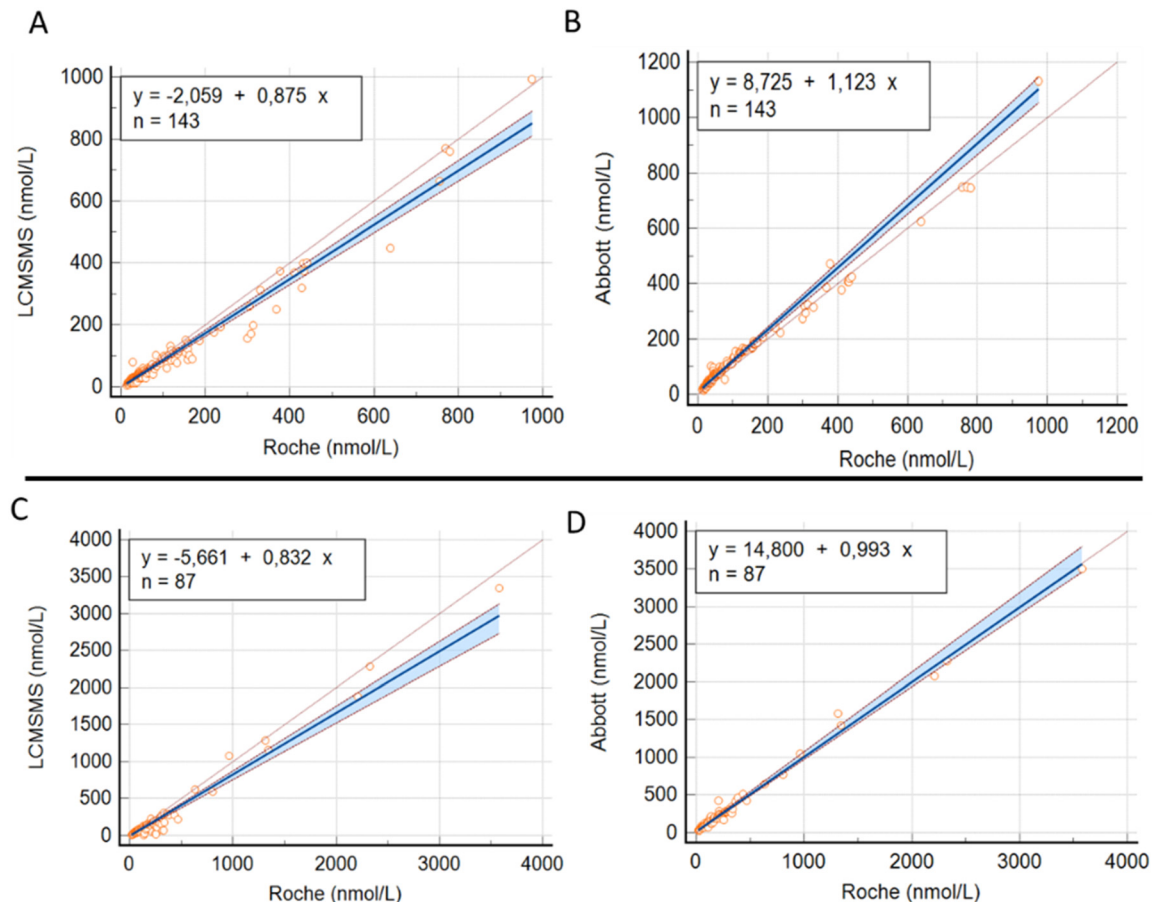 A
y = -2,059 + 0,875 x
n = 143
LCMSMS (nmol/L)
1000
800
600
400
200
0
0 200 400 600 800 1000
Roche (nmol/L)
B
y = 8,725 + 1,123 x
n = 143
Abbott (nmol/L)
1200
1000
800
600
400
200
0
0 200 400 600 800 1000 1200
Roche (nmol/L)
C
y = -5,661 + 0,832 x
n = 87
LCMSMS (nmol/L)
4000
3500
3000
2500
2000
1500
1000
500
0
0 1000 2000 3000 4000
Roche (nmol/L)
D
y = 14,800 + 0,993 x
n = 87
Abbott (nmol/L)
4000
3500
3000
2500
2000
1500
1000
500
0
0 1000 2000 3000 4000
Roche (nmol/L)